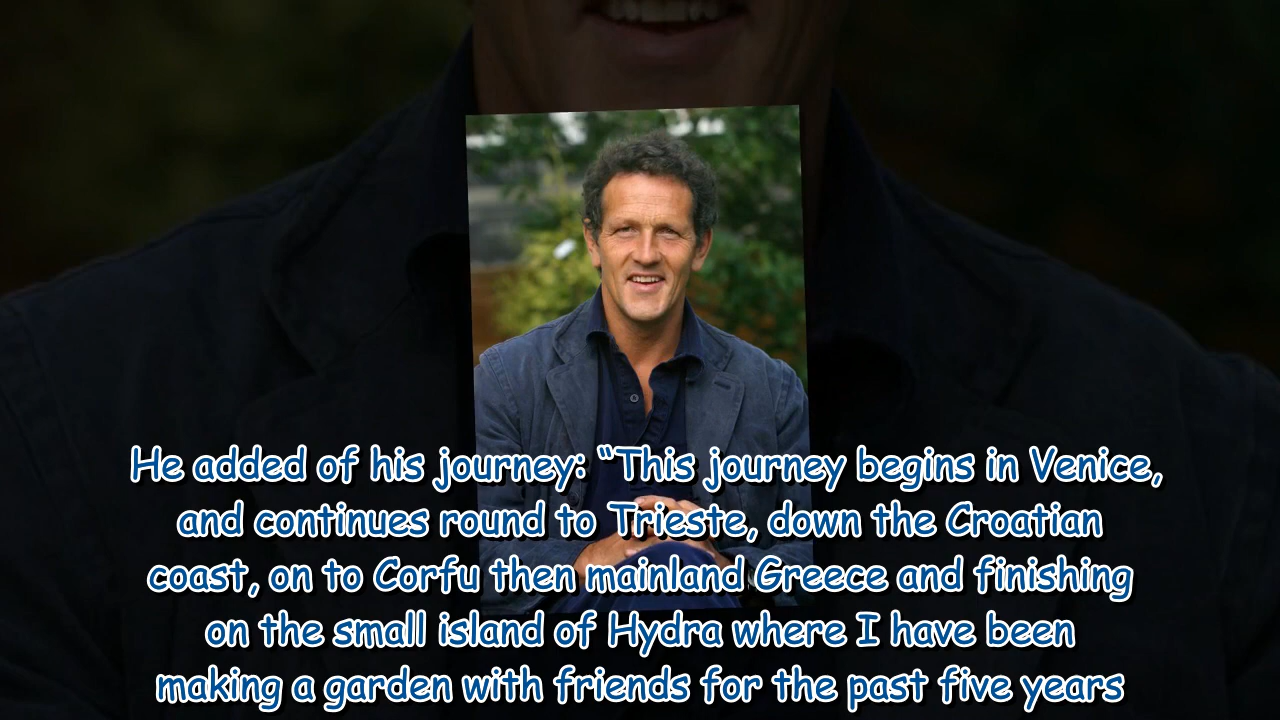 He added of his journey: “This journey begins in Venice,
and continues round to Trieste, down the Croatian
coast, on to Corfu then mainland Greece and finishing
on the small island of Hydra where I have been
making a garden with friends for the past five years